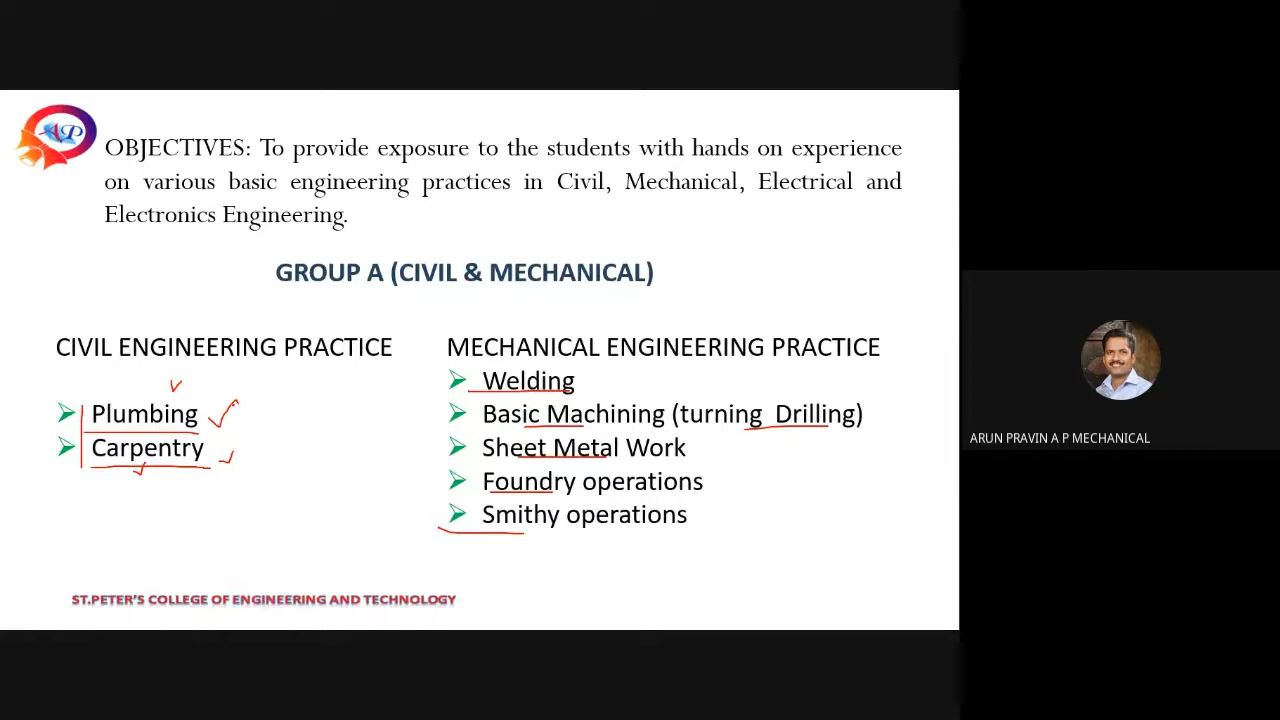 AP
OBJECTIVES: To provide exposure to the students with hands on experience
on various basic engineering practices in Civil, Mechanical, Electrical and
Electronics Engineering.
GROUP A (CIVIL & MECHANICAL)
CIVIL ENGINEERING PRACTICE
Plumbing
Carpentry
MECHANICAL ENGINEERING PRACTICE
Welding
Basic Machining (turning Drilling)
Sheet Metal Work
Foundry operations
Smithy operations
ST.PETER'S COLLEGE OF ENGINEERING AND TECHNOLOGY
ARUN PRAVIN A P MECHANICAL